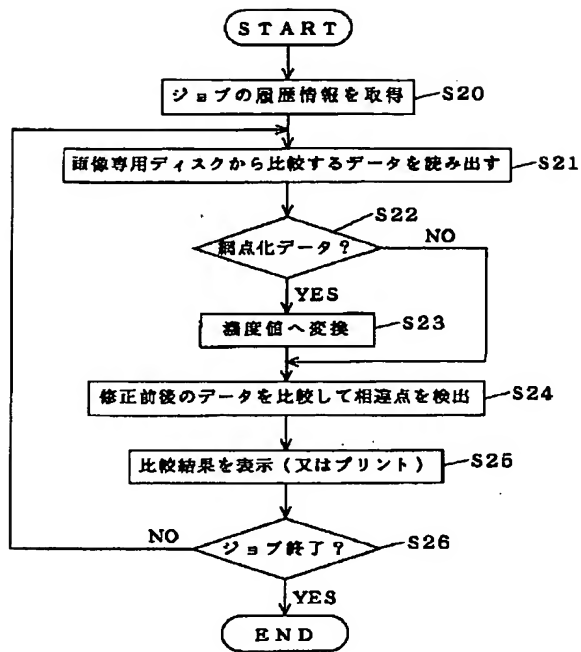 START
ジョブの履歴情報を取得
S20
画像専用ディスクから比較するデータを読み出す
S21
S22
網点化データ？
NO
YES
濃度値へ変換
S23
修正前後のデータを比較して相違点を検出
S24
比較結果を表示（又はプリント）
S25
NO
ジョブ終了？
S26
YES
END